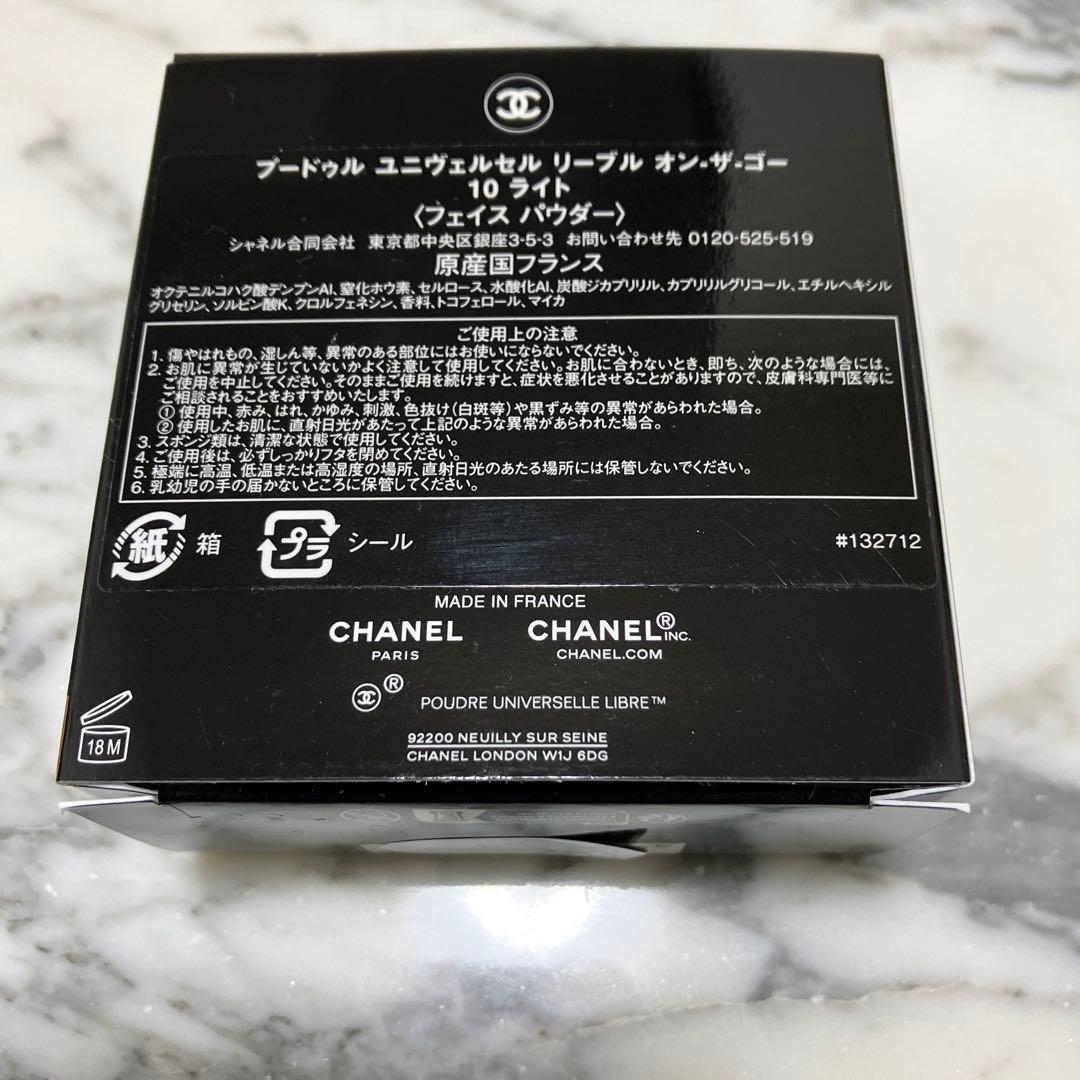 プードゥル ユニヴェルセル リーブル オン-ザ-ゴー
10 ライト
〈フェイス パウダー〉
シャネル合同会社 東京都中央区銀座3-5-3 お問い合わせ先 0120-525-519
原産国フランス
オクテニルコハク酸デンプンAl、窒化ホウ素、セルロース、水酸化Al、炭酸ジカプリリル、カプリリルグリコール、エチルヘキシル
グリセリン、ソルビン酸K、クロルフェネシン、香料、トコフェロール、マイカ
ご使用上の注意
1. 傷やはれもの、湿しん等、異常のある部位にはお使いにならないでください。
2. お肌に異常が生じていないかよく注意して使用してください。お肌に合わないとき、即ち、次のような場合には、
ご使用を中止してください。そのままご使用を続けますと、症状を悪化させることがありますので、皮膚科専門医等に
ご相談されることをおすすめいたします。
① 使用中、赤み、はれ、かゆみ、刺激、色抜け(白斑等)や黒ずみ等の異常があらわれた場合。
② 使用したお肌に、直射日光があたって上記のような異常があらわれた場合。
3. スポンジ類は、清潔な状態で使用してください。
4. ご使用後は、必ずしっかりフタを閉めてください。
5. 極端に高温、低温または高湿度の場所、直射日光のあたる場所には保管しないでください。
6. 乳幼児の手の届かないところに保管してください。
紙 箱 プラ シール #132712
MADE IN FRANCE
CHANEL CHANEL® INC.
PARIS CHANEL.COM
® POUDRE UNIVERSELLE LIBRE™
18 M
92200 NEUILLY SUR SEINE
CHANEL LONDON W1J 6DG